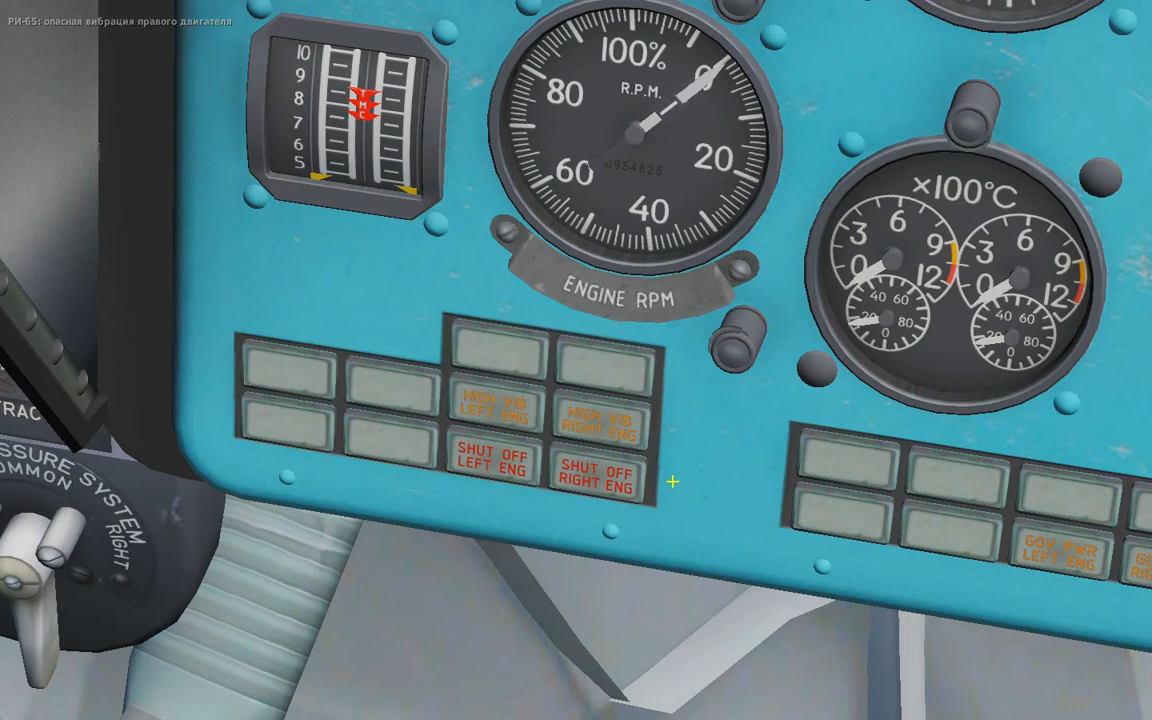 РИ-65: опасная вибрация правого двигателя
10
9
8
7
6
5
Т
М
С
100%
R.P.M.
0
80
20
60
40
ENGINE RPM
×100°C
3
6
9
0
12
40
60
20
80
0
3
6
9
0
12
40
60
20
80
0
HIGH VIB
LEFT ENG
HIGH VIB
RIGHT ENG
SHUT OFF
LEFT ENG
SHUT OFF
RIGHT ENG
GOV PWR
LEFT ENG
SYSTEM
COMMON
RIGHT